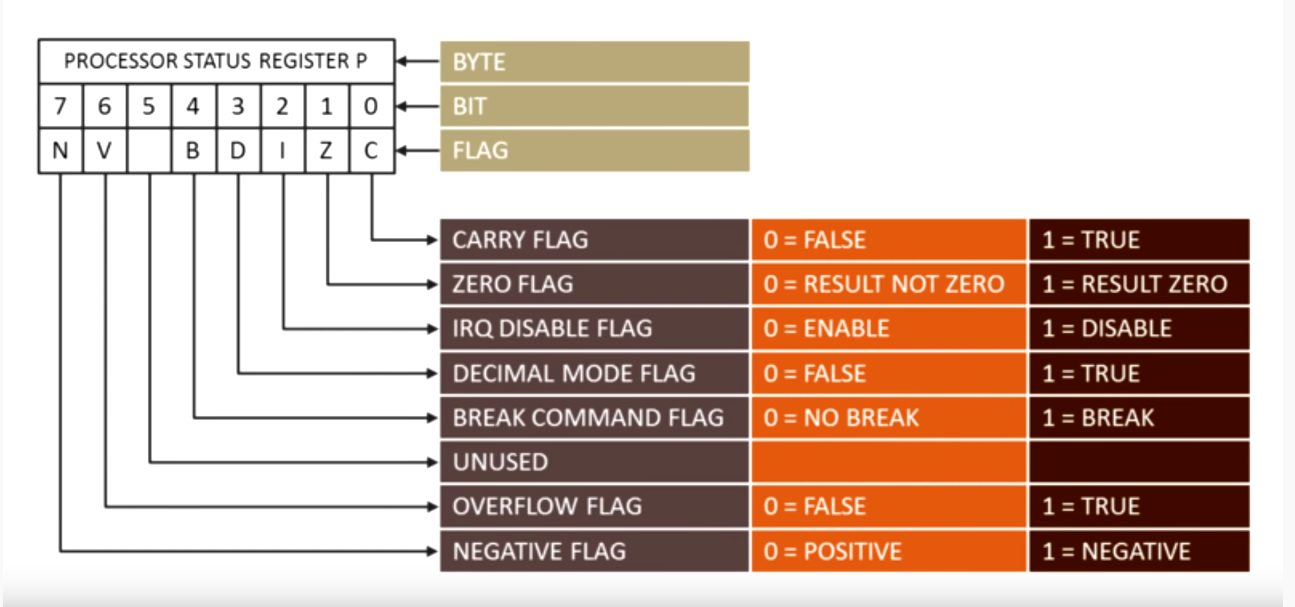 PROCESSOR STATUS REGISTER P BYTE
7 6 5 4 3 2 1 0 BIT
N V B D I Z C FLAG
CARRY FLAG 0 = FALSE 1 = TRUE
ZERO FLAG 0 = RESULT NOT ZERO 1 = RESULT ZERO
IRQ DISABLE FLAG 0 = ENABLE 1 = DISABLE
DECIMAL MODE FLAG 0 = FALSE 1 = TRUE
BREAK COMMAND FLAG 0 = NO BREAK 1 = BREAK
UNUSED
OVERFLOW FLAG 0 = FALSE 1 = TRUE
NEGATIVE FLAG 0 = POSITIVE 1 = NEGATIVE